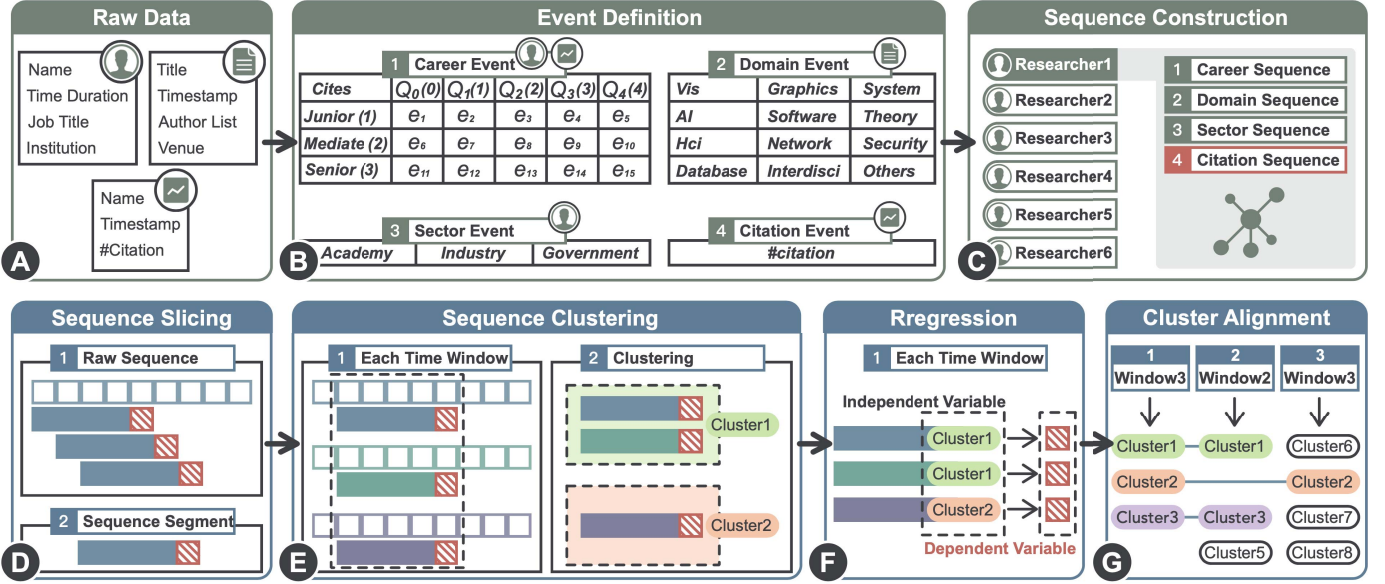 Raw Data
Name
Time Duration
Job Title
Institution
Title
Timestamp
Author List
Venue
Name
Timestamp
#Citation
A
Event Definition
1 Career Event
Cites Q0(0) Q1(1) Q2(2) Q3(3) Q4(4)
Junior (1) e1 e2 e3 e4 e5
Mediate (2) e6 e7 e8 e9 e10
Senior (3) e11 e12 e13 e14 e15
2 Domain Event
Vis Graphics System
AI Software Theory
Hci Network Security
Database Interdisci Others
3 Sector Event
Academy Industry Government
4 Citation Event
#citation
B
Sequence Construction
Researcher1
Researcher2
Researcher3
Researcher4
Researcher5
Researcher6
1 Career Sequence
2 Domain Sequence
3 Sector Sequence
4 Citation Sequence
C
Sequence Slicing
1 Raw Sequence
2 Sequence Segment
D
Sequence Clustering
1 Each Time Window
2 Clustering
Cluster1
Cluster2
E
Rregression
1 Each Time Window
Independent Variable
Cluster1
Cluster1
Cluster2
Dependent Variable
F
Cluster Alignment
1 2 3
Window3 Window2 Window3
Cluster1 Cluster1 Cluster6
Cluster2 Cluster2
Cluster3 Cluster3 Cluster7
Cluster5 Cluster8
G